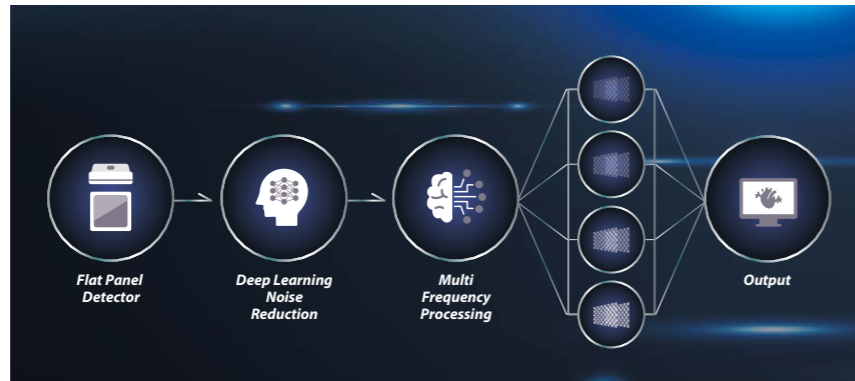 Flat Panel
Detector
Deep Learning
Noise
Reduction
Multi
Frequency
Processing
Output